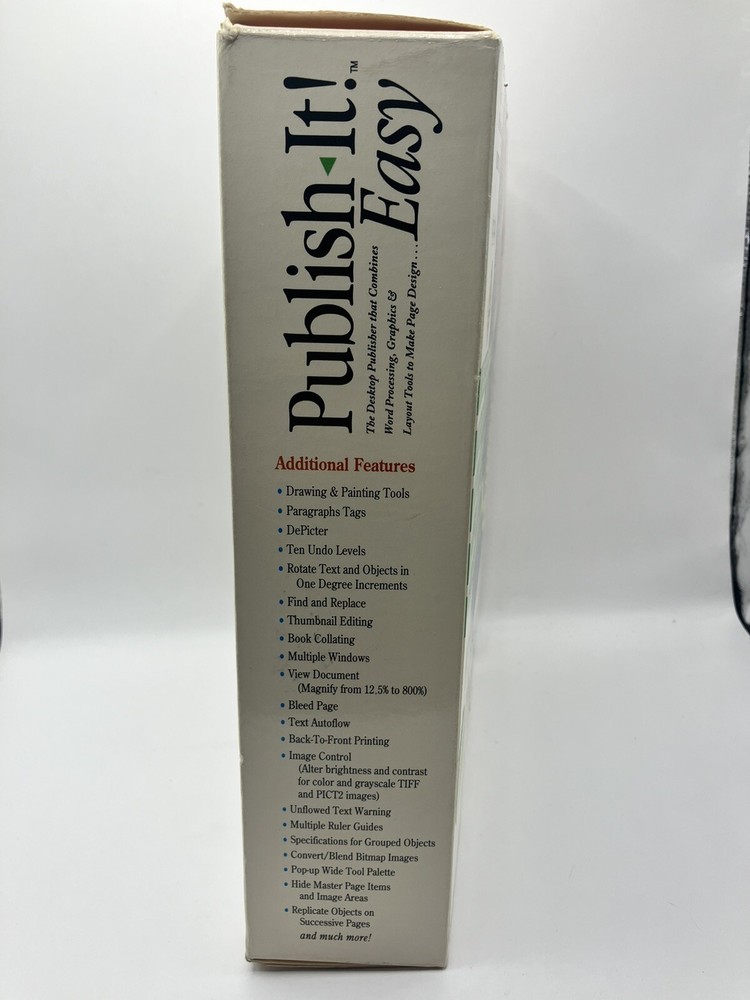 Publish It!™
Easy
The Desktop Publisher that Combines
Word Processing, Graphics &
Layout Tools to Make Page Design...
Additional Features
• Drawing & Painting Tools
• Paragraphs Tags
• DePicter
• Ten Undo Levels
• Rotate Text and Objects in
One Degree Increments
• Find and Replace
• Thumbnail Editing
• Book Collating
• Multiple Windows
• View Document
(Magnify from 12.5% to 800%)
• Bleed Page
• Text Autoflow
• Back-To-Front Printing
• Image Control
(Alter brightness and contrast
for color and grayscale TIFF
and PICT2 images)
• Unflowed Text Warning
• Multiple Ruler Guides
• Specifications for Grouped Objects
• Convert/Blend Bitmap Images
• Pop-up Wide Tool Palette
• Hide Master Page Items
and Image Areas
• Replicate Objects on
Successive Pages
and much more!